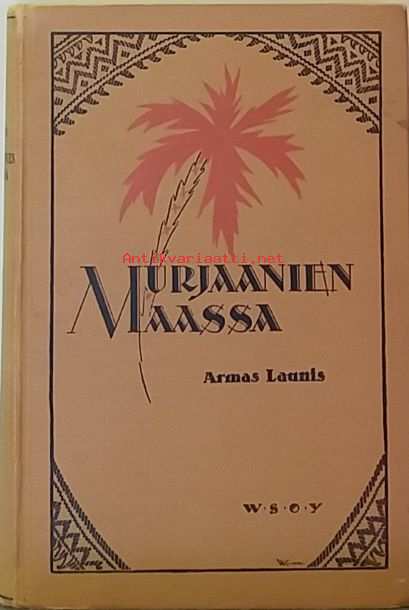 Antikvariaatti.net
MURJAANIEN
MAASSA
Armas Launis
W·S·O·Y